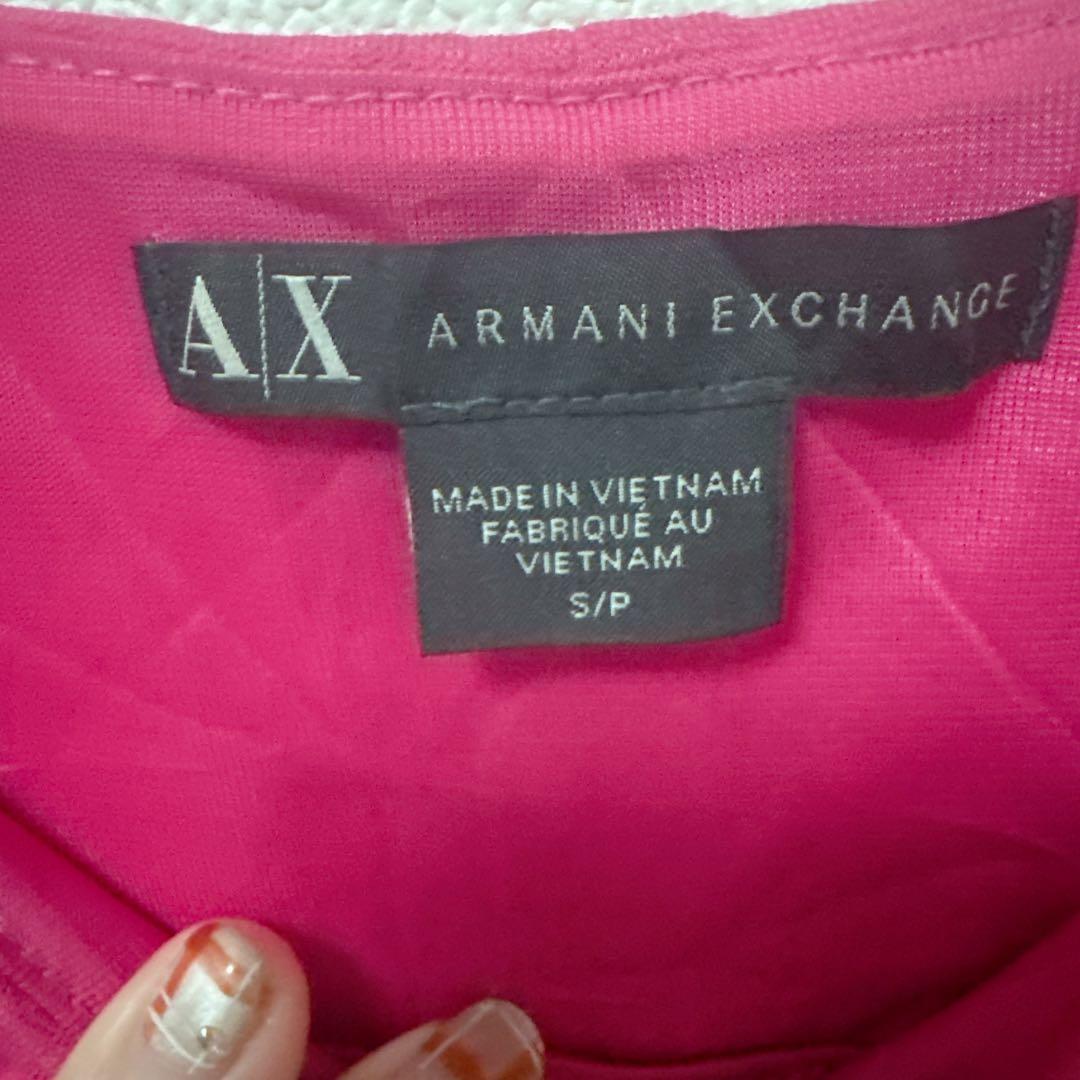 A|X ARMANI EXCHANGE
MADE IN VIETNAM
FABRIQUÉ AU
VIETNAM
S/P